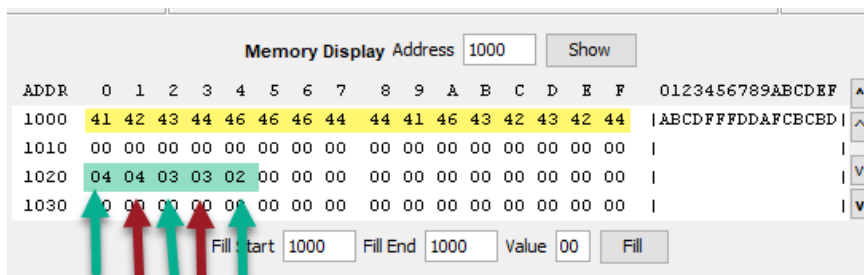 Memory Display Address 1000 Show
ADDR 0 1 2 3 4 5 6 7 8 9 A B C D E F 0123456789ABCDEF
1000 41 42 43 44 46 46 46 44 44 41 46 43 42 43 42 44 |ABCDFFFDDAFCBCBD|
1010 00 00 00 00 00 00 00 00 00 00 00 00 00 00 00 00 | |
1020 04 04 03 03 02 00 00 00 00 00 00 00 00 00 00 00 | |
1030 00 00 00 00 00 00 00 00 00 00 00 | |
Fill Start 1000 Fill End 1000 Value 00 Fill